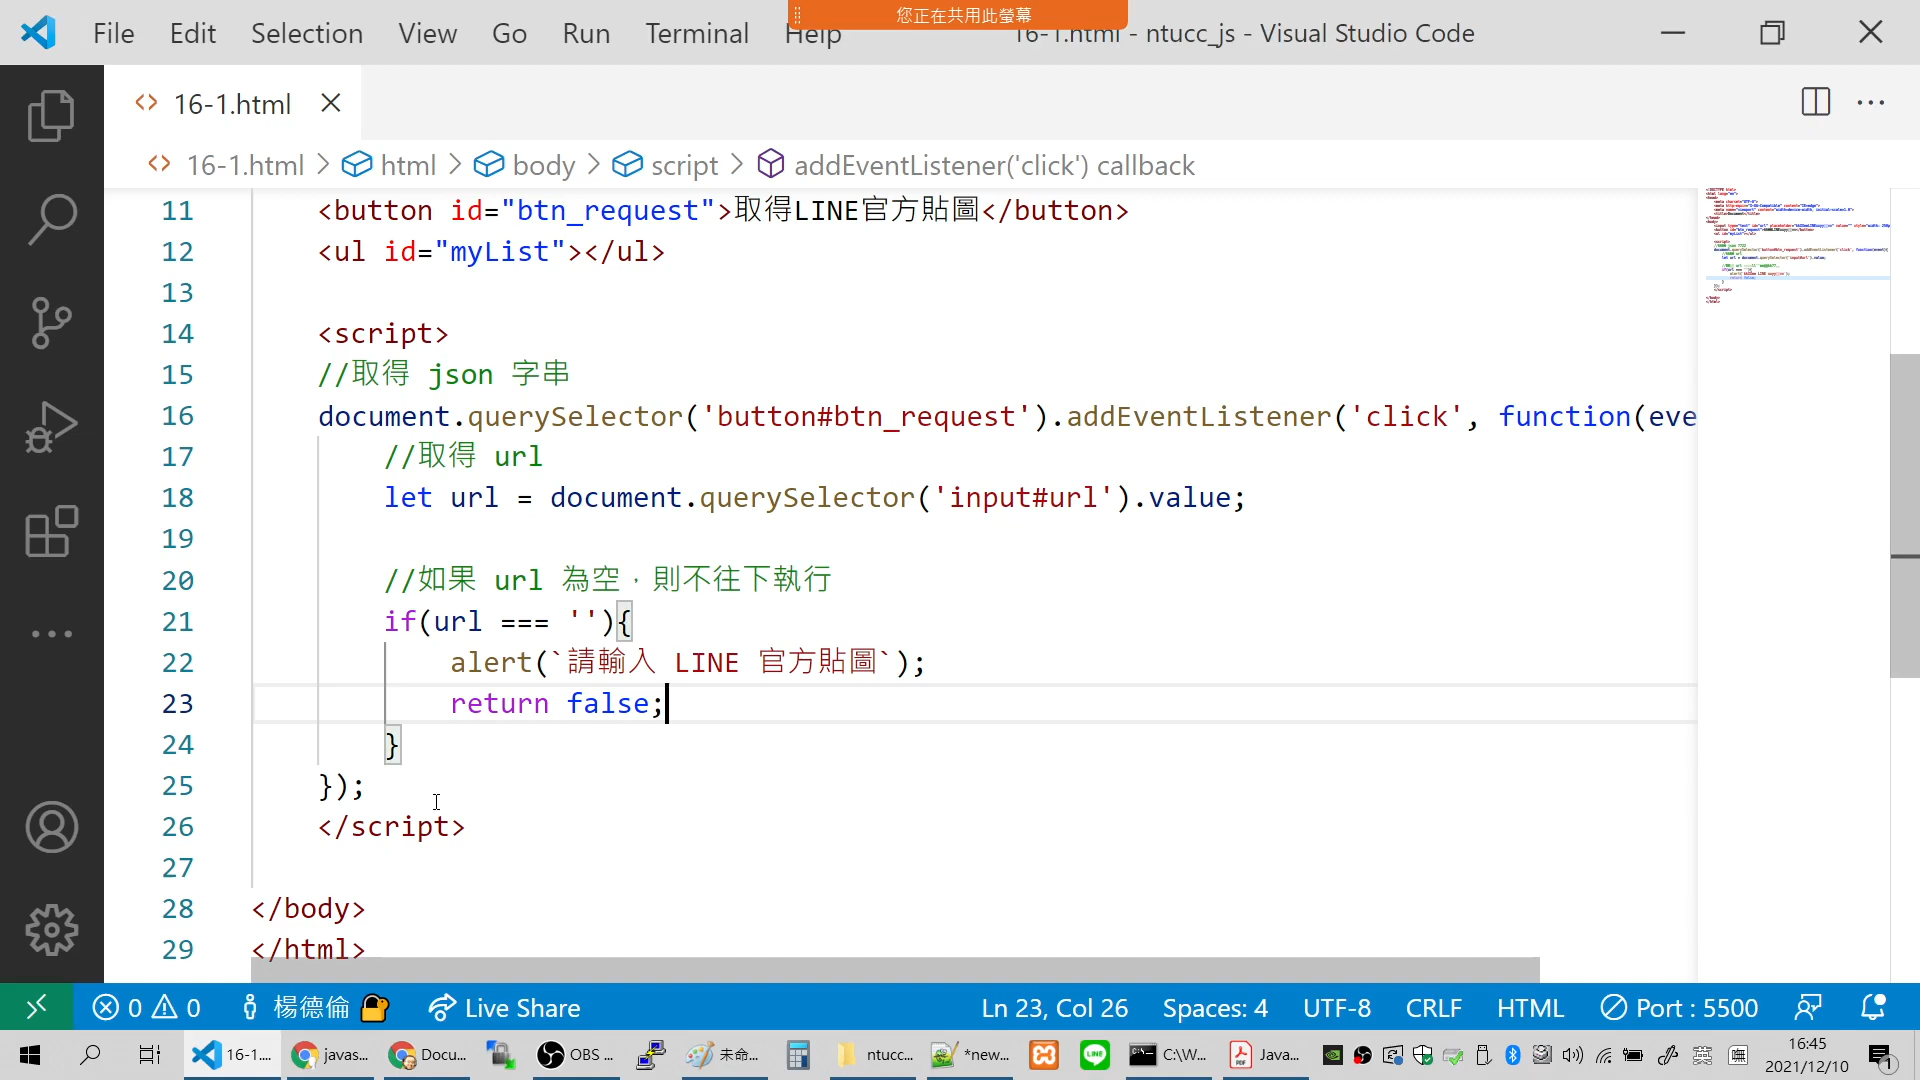 File Edit Selection View Go Run Terminal Help
您正在共用此螢幕
16-1.html - ntucc_js - Visual Studio Code
16-1.html
16-1.html > html > body > script > addEventListener('click') callback
11 <button id="btn_request">取得LINE官方貼圖</button>
12 <ul id="myList"></ul>
13
14 <script>
15 //取得 json 字串
16 document.querySelector('button#btn_request').addEventListener('click', function(eve
17 //取得 url
18 let url = document.querySelector('input#url').value;
19
20 //如果 url 為空，則不往下執行
21 if(url === ''){
22 alert(`請輸入 LINE 官方貼圖`);
23 return false;
24 }
25 });
26 </script>
27
28 </body>
29 </html>
0 0 楊德倫 Live Share Ln 23, Col 26 Spaces: 4 UTF-8 CRLF HTML Port : 5500
16-1.... javas... Docu... OBS ... 未命... ntucc... *new... LINE C:\W... Java... 英 16:45
2021/12/10 1